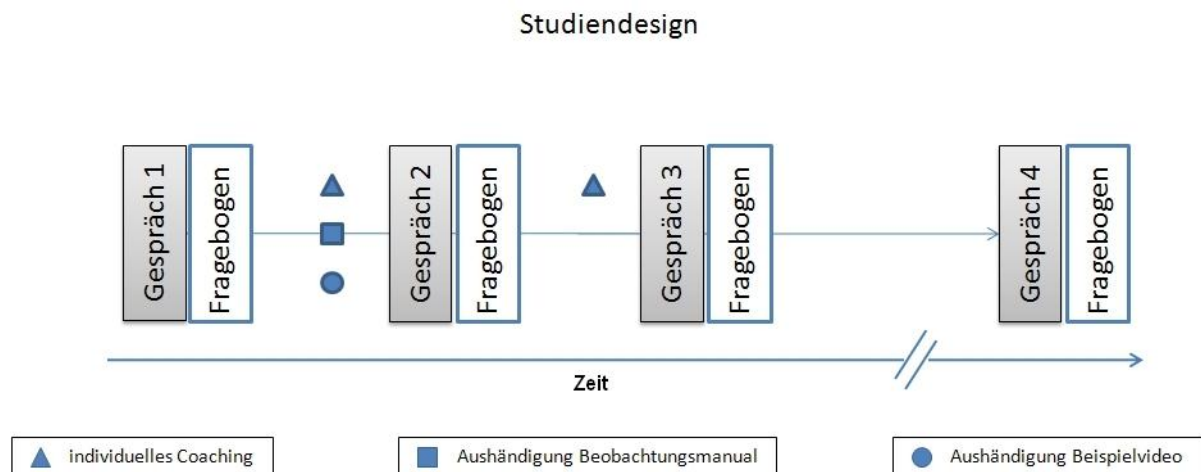 Studiendesign
Gespräch 1
Fragebogen
Gespräch 2
Fragebogen
Gespräch 3
Fragebogen
Gespräch 4
Fragebogen
Zeit
individuelles Coaching
Aushändigung Beobachtungsmanual
Aushändigung Beispielvideo